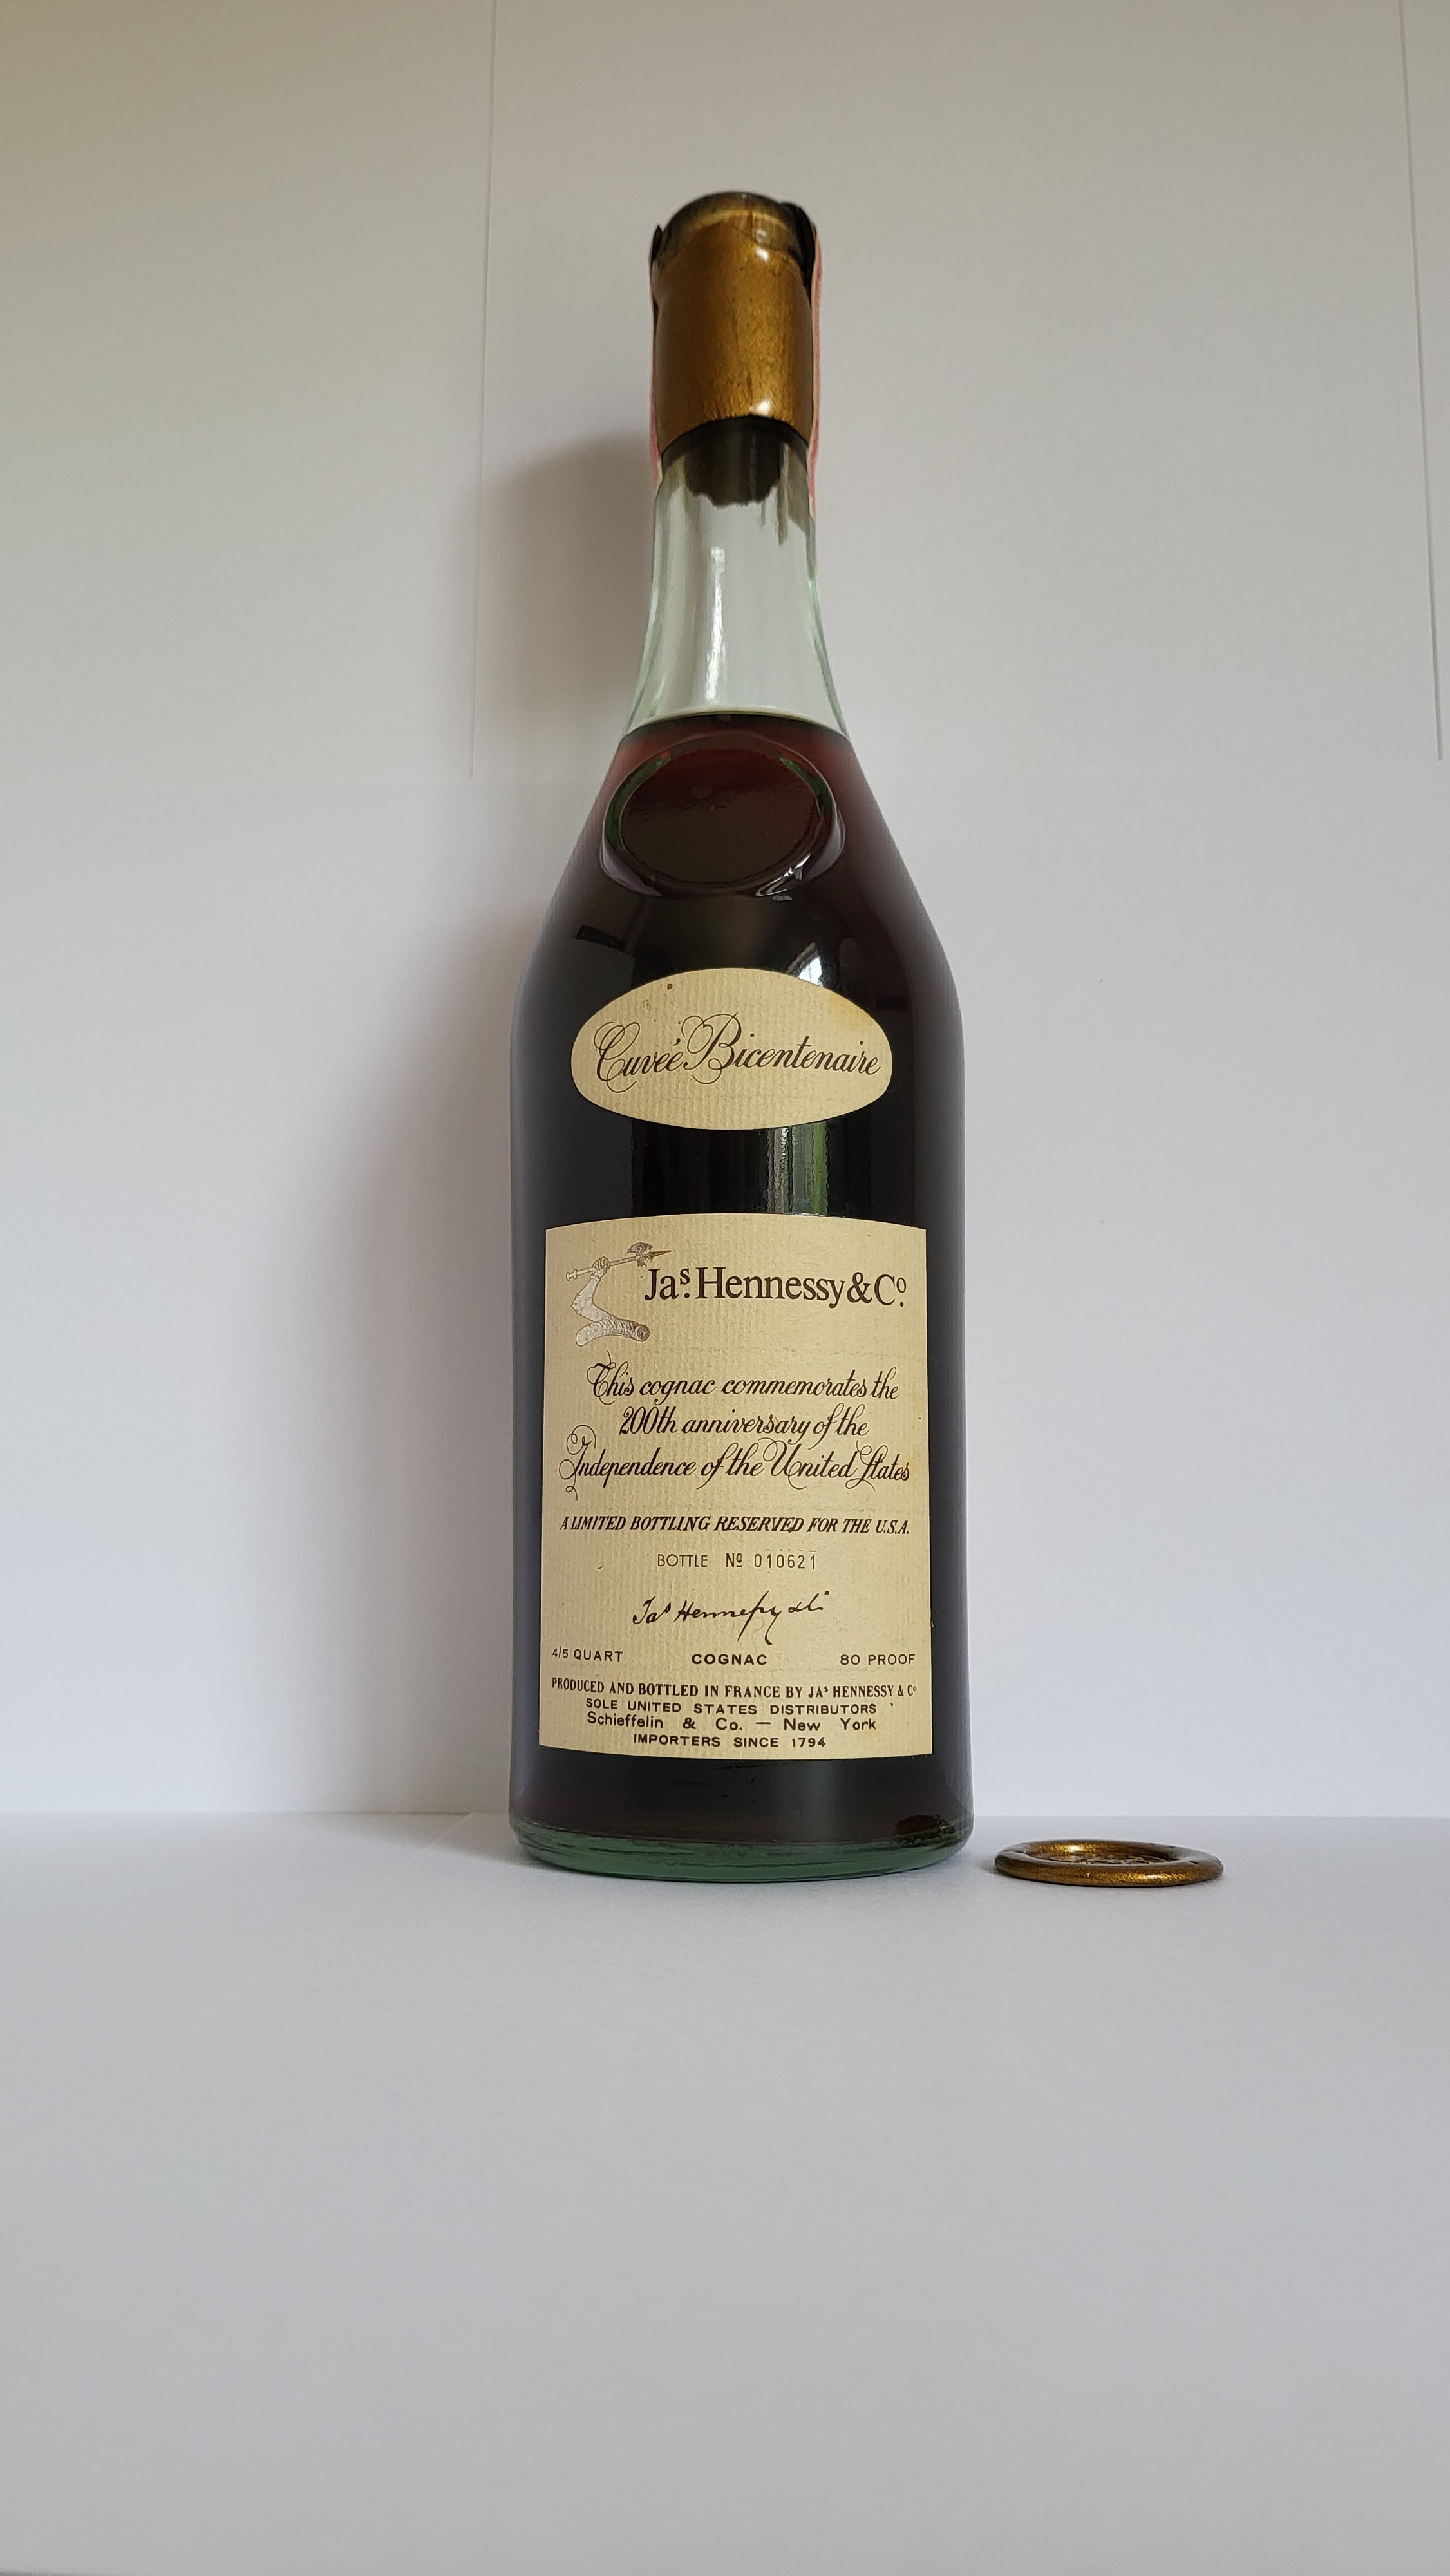 Cuvée Bicentenaire
Jaˢ. Hennessy & Cº.
This cognac commemorates the
200th anniversary of the
Independence of the United States
A LIMITED BOTTLING RESERVED FOR THE U.S.A.
BOTTLE Nº 010621
Jaˢ Hennessy & Cº
4/5 QUART COGNAC 80 PROOF
PRODUCED AND BOTTLED IN FRANCE BY JAˢ HENNESSY & Cº
SOLE UNITED STATES DISTRIBUTORS
Schieffelin & Co. — New York
IMPORTERS SINCE 1794